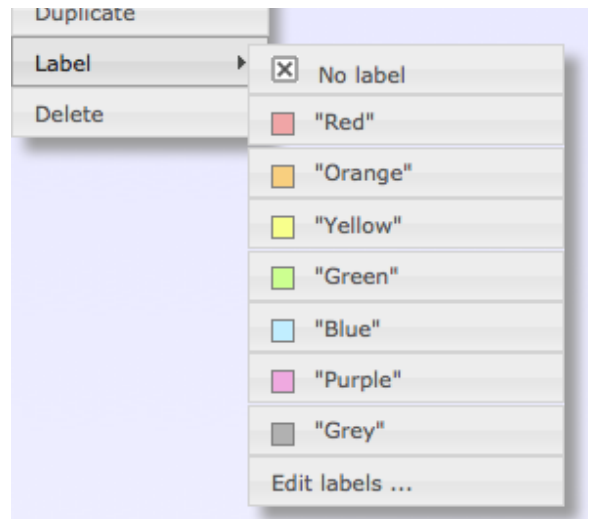 Duplicate
Label
Delete
No label
"Red"
"Orange"
"Yellow"
"Green"
"Blue"
"Purple"
"Grey"
Edit labels ...